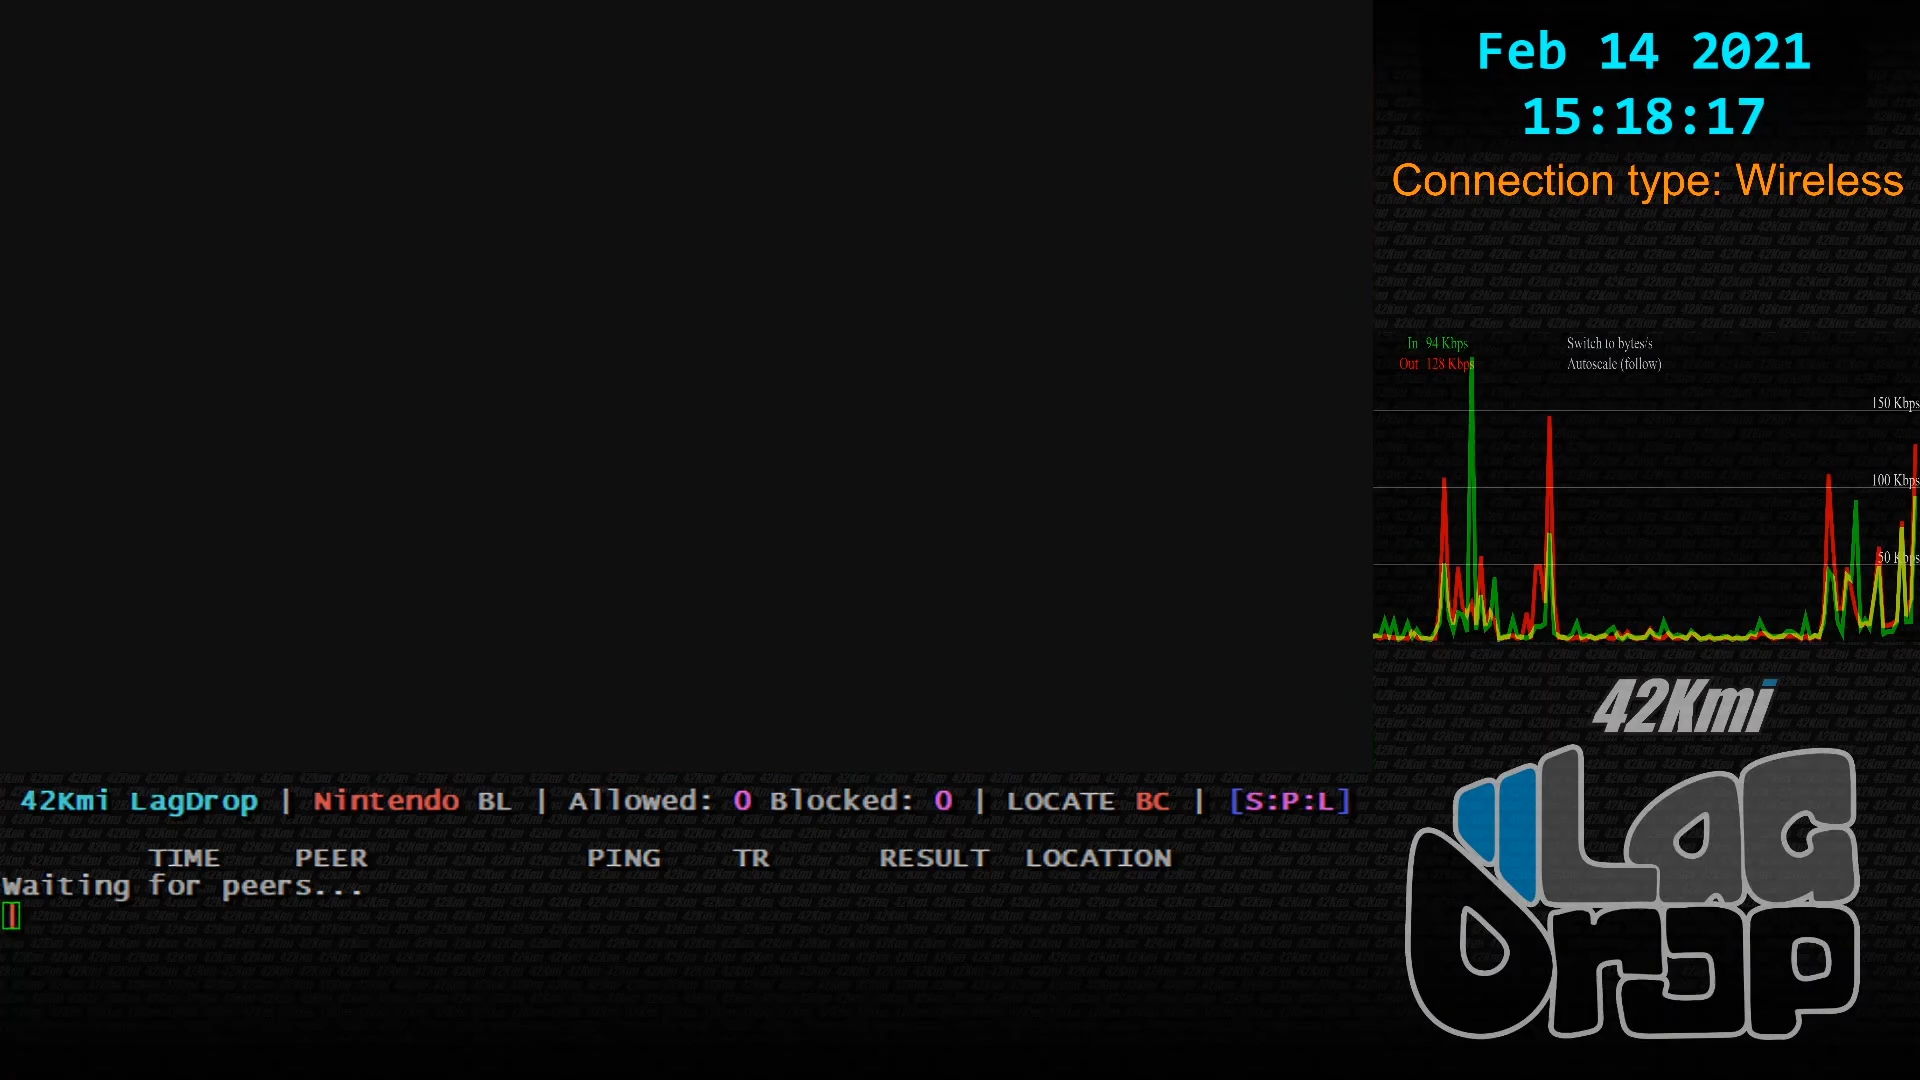 Feb 14 2021
15:18:17
Connection type: Wireless
In 94 Kbps
Out 128 Kbps
Switch to bytes/s
Autoscale (follow)
150 Kbps
100 Kbps
50 Kbps
42Kmi
LagDrop
42Kmi LagDrop | Nintendo BL | Allowed: 0 Blocked: 0 | LOCATE BC | [S:P:L]
TIME PEER PING TR RESULT LOCATION
Waiting for peers...